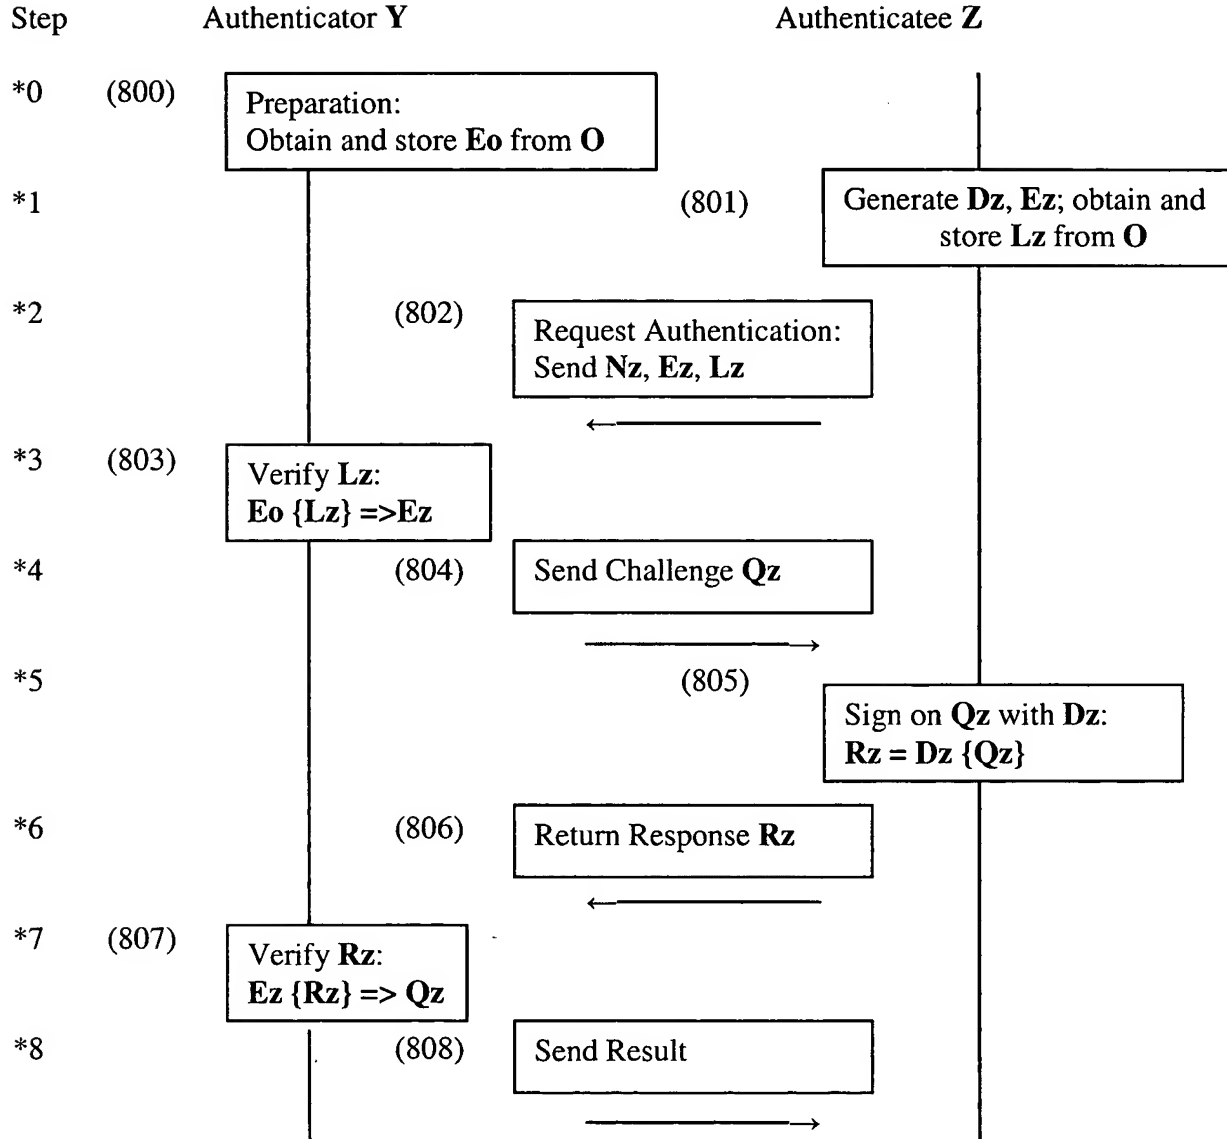 Step Authenticator Y Authenticatee Z
*0 (800)
Preparation:
Obtain and store Eo from O
*1 (801)
Generate Dz, Ez; obtain and
store Lz from O
*2 (802)
Request Authentication:
Send Nz, Ez, Lz
*3 (803)
Verify Lz:
Eo {Lz} =>Ez
*4 (804) Send Challenge Qz
*5 (805)
Sign on Qz with Dz:
Rz = Dz {Qz}
*6 (806) Return Response Rz
*7 (807)
Verify Rz:
Ez {Rz} => Qz
*8 (808) Send Result